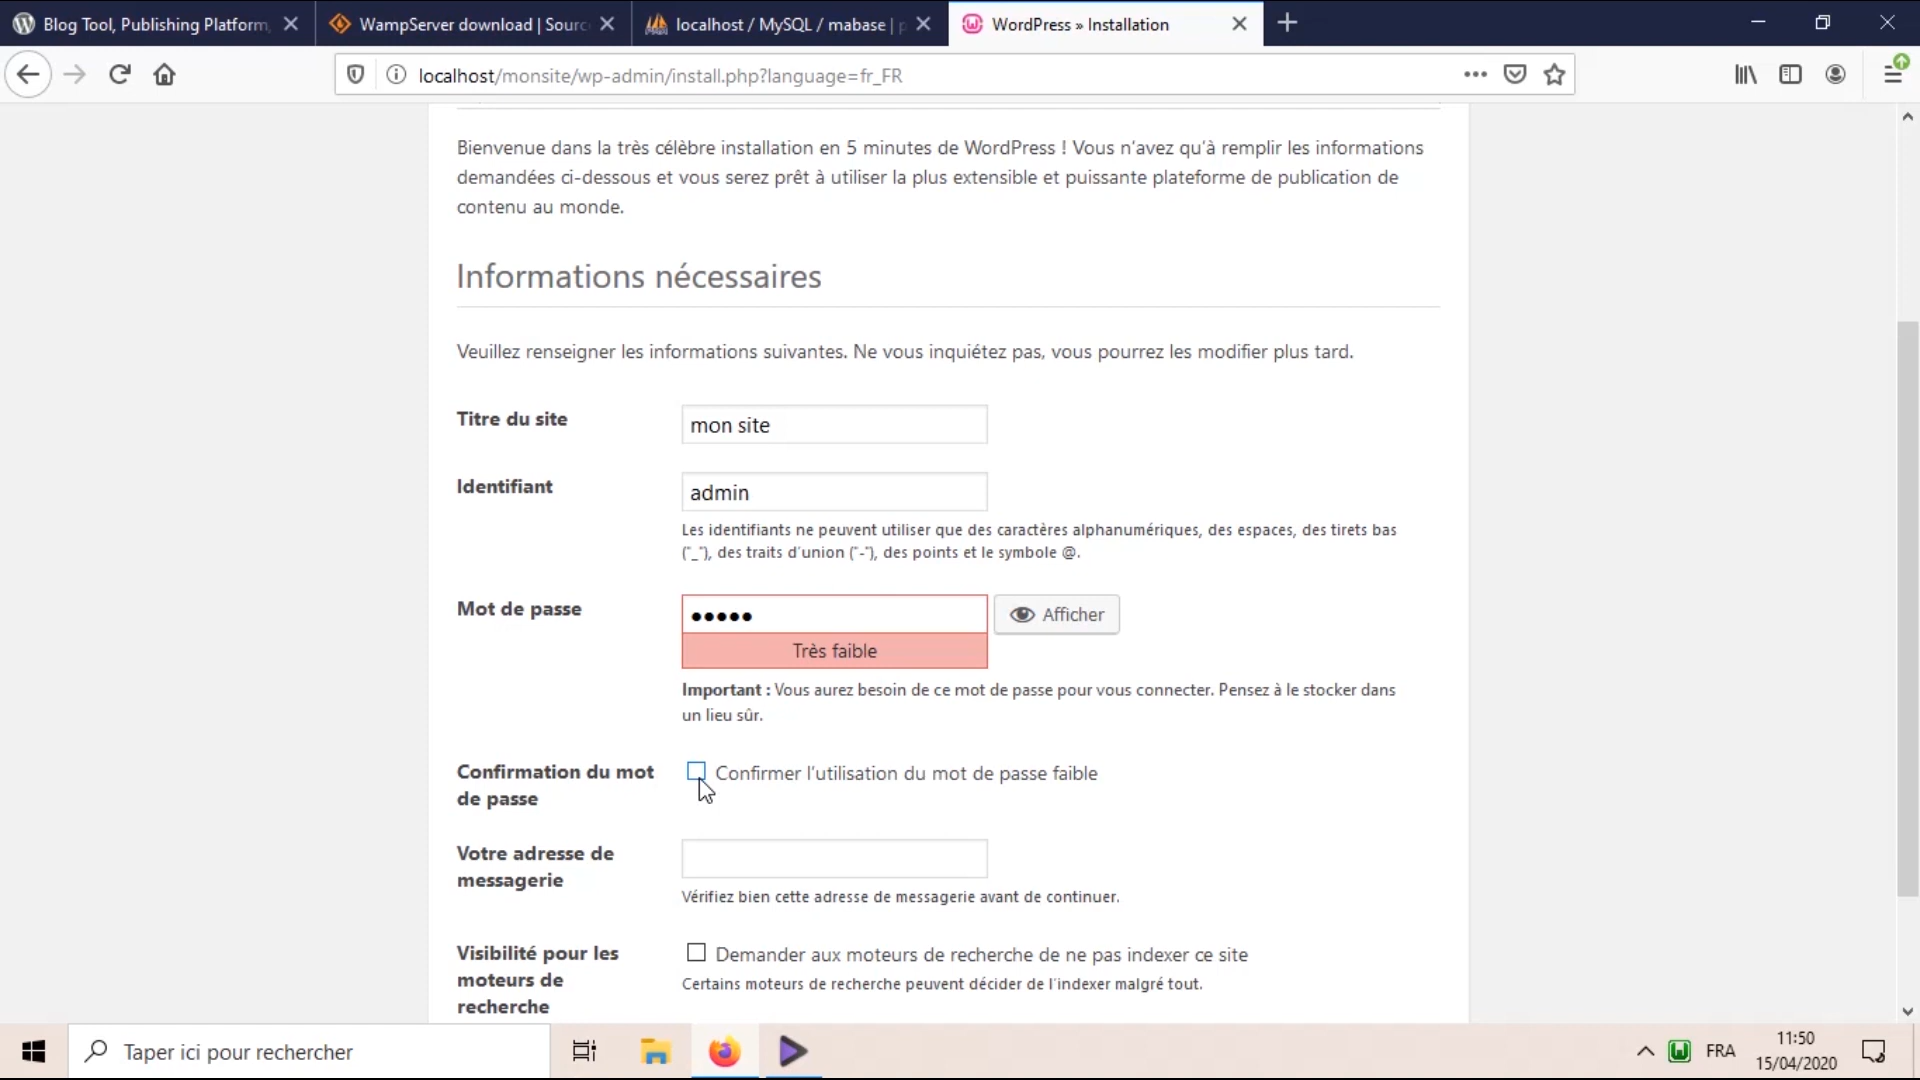 Blog Tool, Publishing Platform,
WampServer download | Sourc
localhost / MySQL / mabase | p
WordPress » Installation
localhost/monsite/wp-admin/install.php?language=fr_FR
Bienvenue dans la très célèbre installation en 5 minutes de WordPress ! Vous n’avez qu’à remplir les informations
demandées ci-dessous et vous serez prêt à utiliser la plus extensible et puissante plateforme de publication de
contenu au monde.
Informations nécessaires
Veuillez renseigner les informations suivantes. Ne vous inquiétez pas, vous pourrez les modifier plus tard.
Titre du site
mon site
Identifiant
admin
Les identifiants ne peuvent utiliser que des caractères alphanumériques, des espaces, des tirets bas
("_"), des traits d’union ("-"), des points et le symbole @.
Mot de passe
●●●●●
Afficher
Très faible
Important : Vous aurez besoin de ce mot de passe pour vous connecter. Pensez à le stocker dans
un lieu sûr.
Confirmation du mot
de passe
Confirmer l’utilisation du mot de passe faible
Votre adresse de
messagerie
Vérifiez bien cette adresse de messagerie avant de continuer.
Visibilité pour les
moteurs de
recherche
Demander aux moteurs de recherche de ne pas indexer ce site
Certains moteurs de recherche peuvent décider de l’indexer malgré tout.
Taper ici pour rechercher
FRA
11:50
15/04/2020